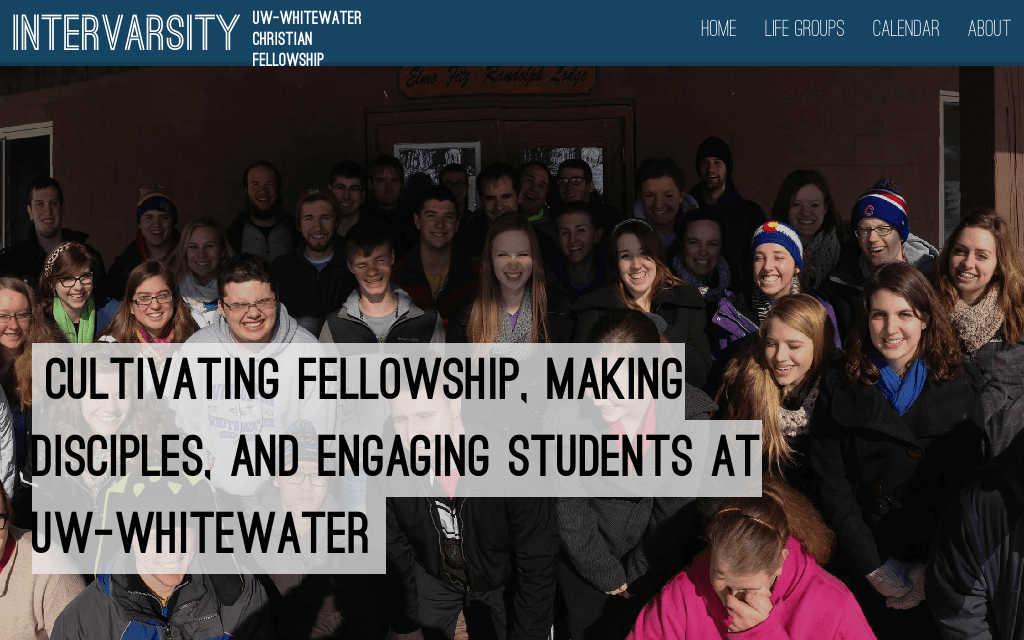 INTERVARSITY
UW-WHITEWATER
CHRISTIAN
FELLOWSHIP
HOME LIFE GROUPS CALENDAR ABOUT
Elmo Fitz Randolph Lodge
CULTIVATING FELLOWSHIP, MAKING
DISCIPLES, AND ENGAGING STUDENTS AT
UW-WHITEWATER